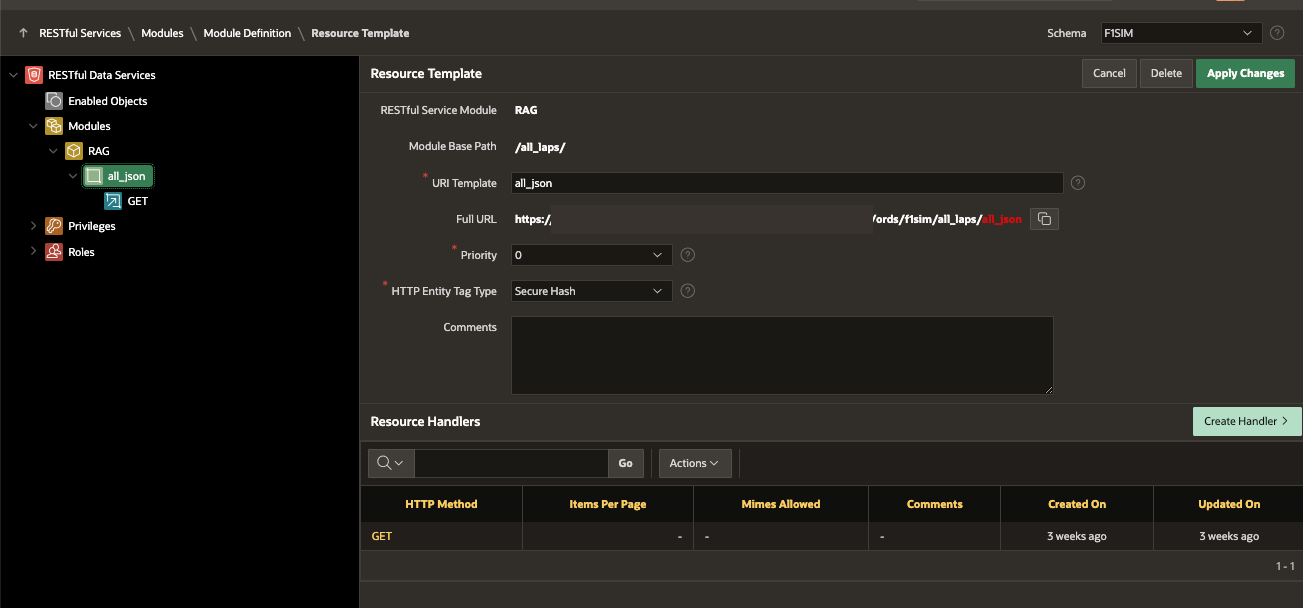 RESTful Services \ Modules \ Module Definition \ Resource Template
Schema F1SIM
RESTful Data Services
Enabled Objects
Modules
RAG
all_json
GET
Privileges
Roles
Resource Template
Cancel Delete Apply Changes
RESTful Service Module RAG
Module Base Path /all_laps/
* URI Template all_json
Full URL https:/ /ords/f1sim/all_laps/all_json
* Priority 0
* HTTP Entity Tag Type Secure Hash
Comments
Resource Handlers
Create Handler >
Go Actions
HTTP Method Items Per Page Mimes Allowed Comments Created On Updated On
GET - - - 3 weeks ago 3 weeks ago
1 - 1